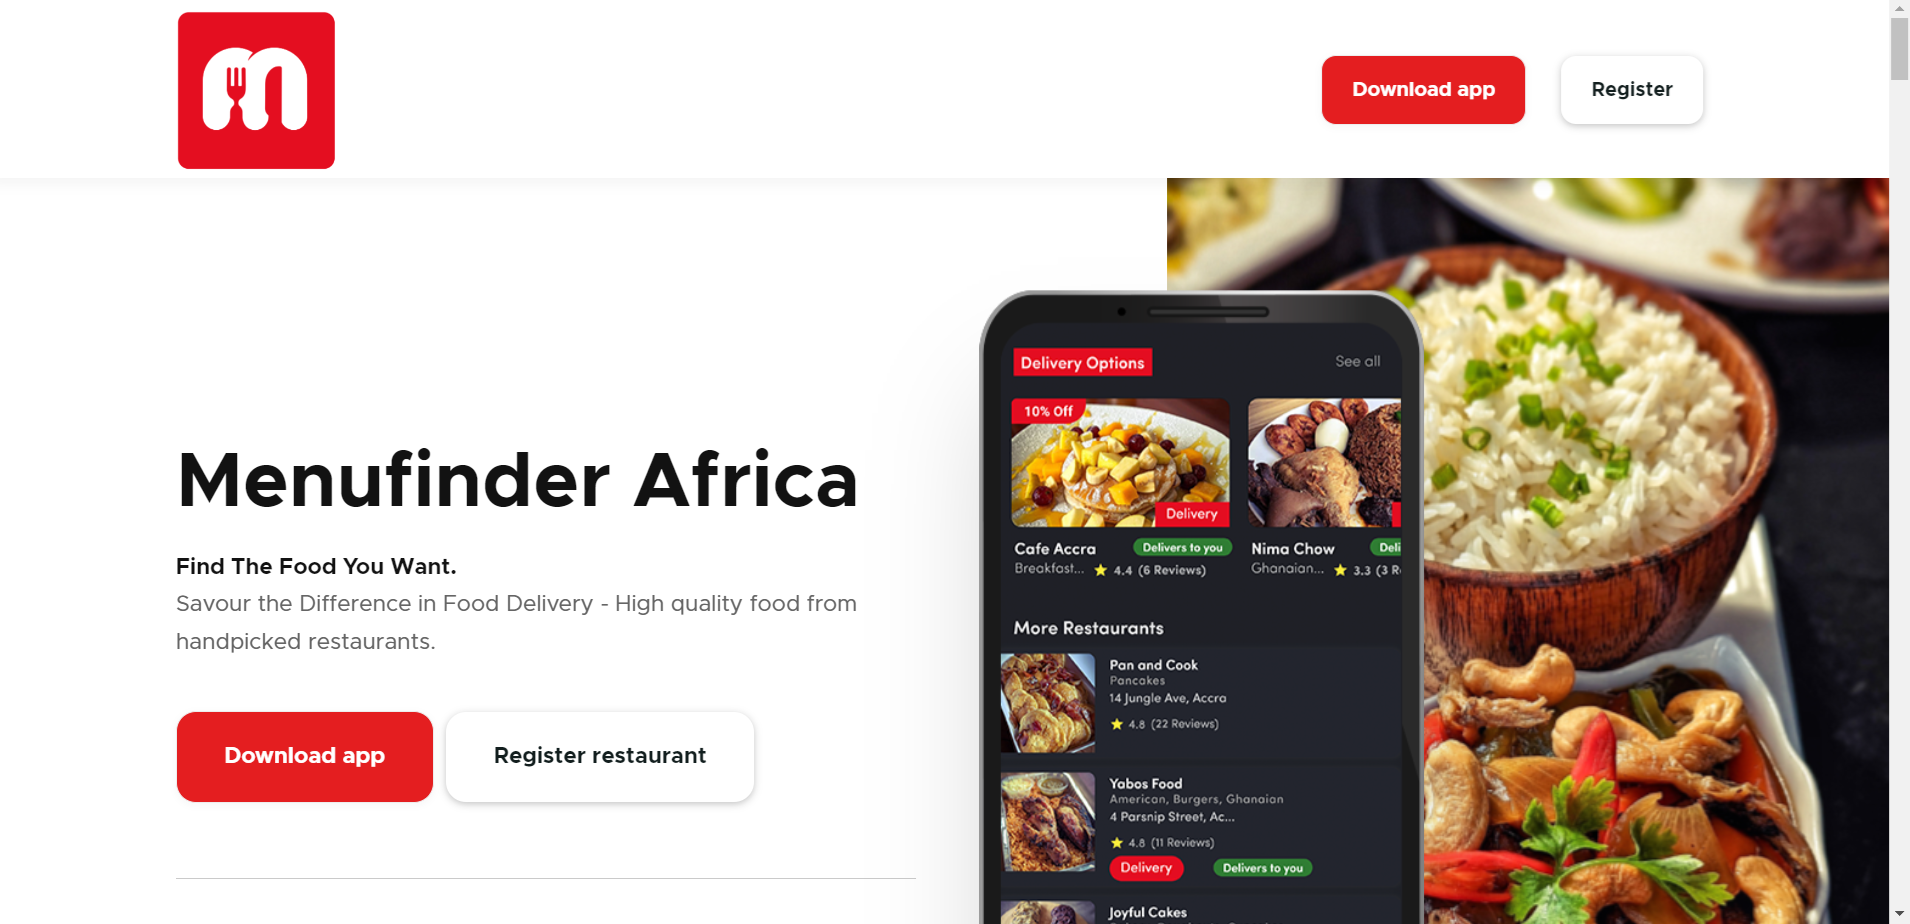 Download app
Register
Menufinder Africa
Find The Food You Want.
Savour the Difference in Food Delivery - High quality food from
handpicked restaurants.
Download app
Register restaurant
Delivery Options
See all
10% Off
Delivery
Cafe Accra
Delivers to you
Breakfast...
4.4 (6 Reviews)
Nima Chow
Deli
Ghanaian...
3.3 (3 R
More Restaurants
Pan and Cook
Pancakes
14 Jungle Ave, Accra
4.8 (22 Reviews)
Yabos Food
American, Burgers, Ghanaian
4 Parsnip Street, Ac...
4.8 (11 Reviews)
Delivery
Delivers to you
Joyful Cakes